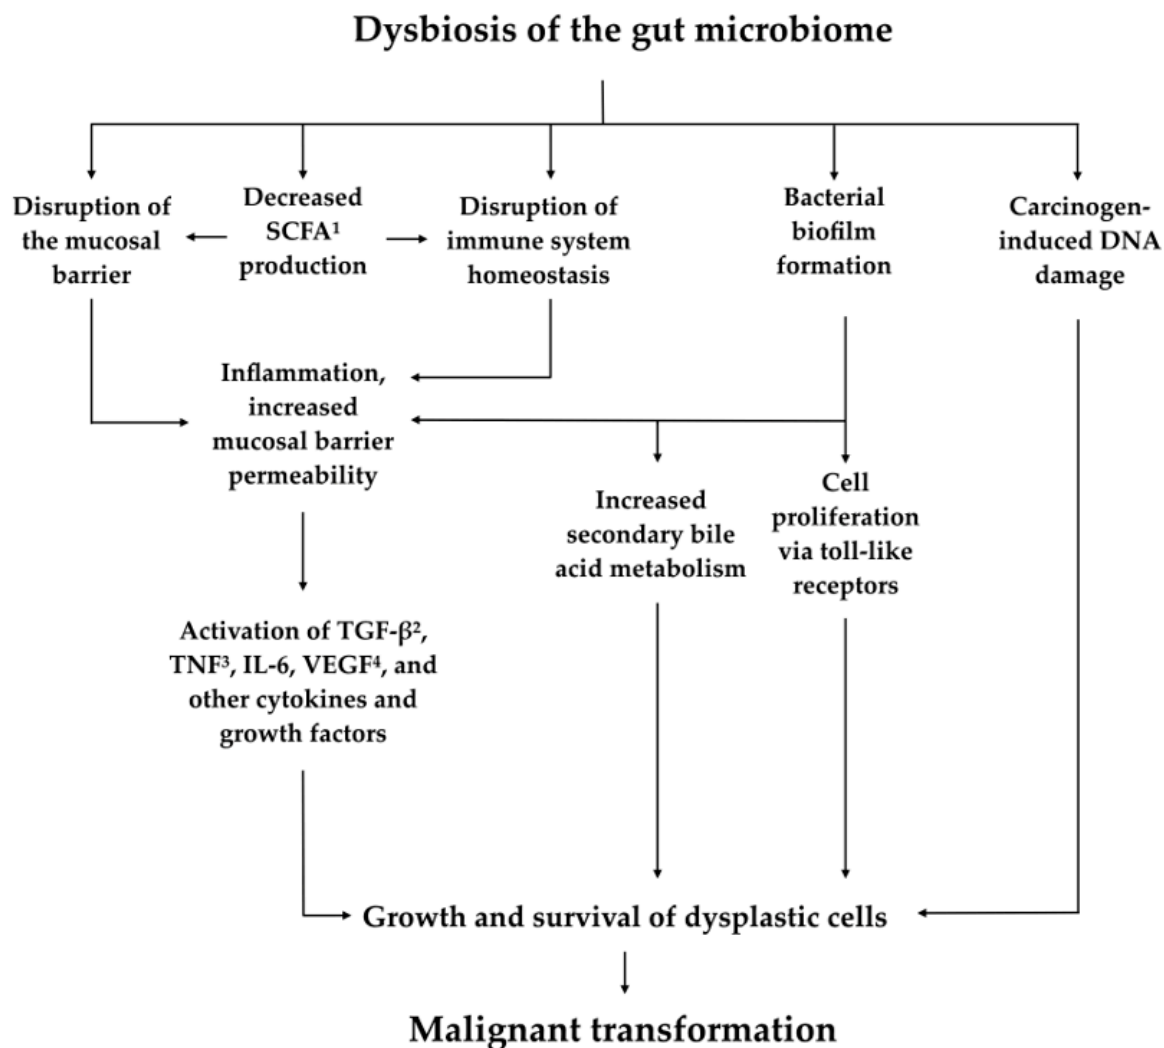 Dysbiosis of the gut microbiome
Disruption of
the mucosal
barrier
Decreased
SCFA¹
production
Disruption of
immune system
homeostasis
Bacterial
biofilm
formation
Carcinogen-
induced DNA
damage
Inflammation,
increased
mucosal barrier
permeability
Increased
secondary bile
acid metabolism
Cell
proliferation
via toll-like
receptors
Activation of TGF-β²,
TNF³, IL-6, VEGF⁴, and
other cytokines and
growth factors
Growth and survival of dysplastic cells
Malignant transformation